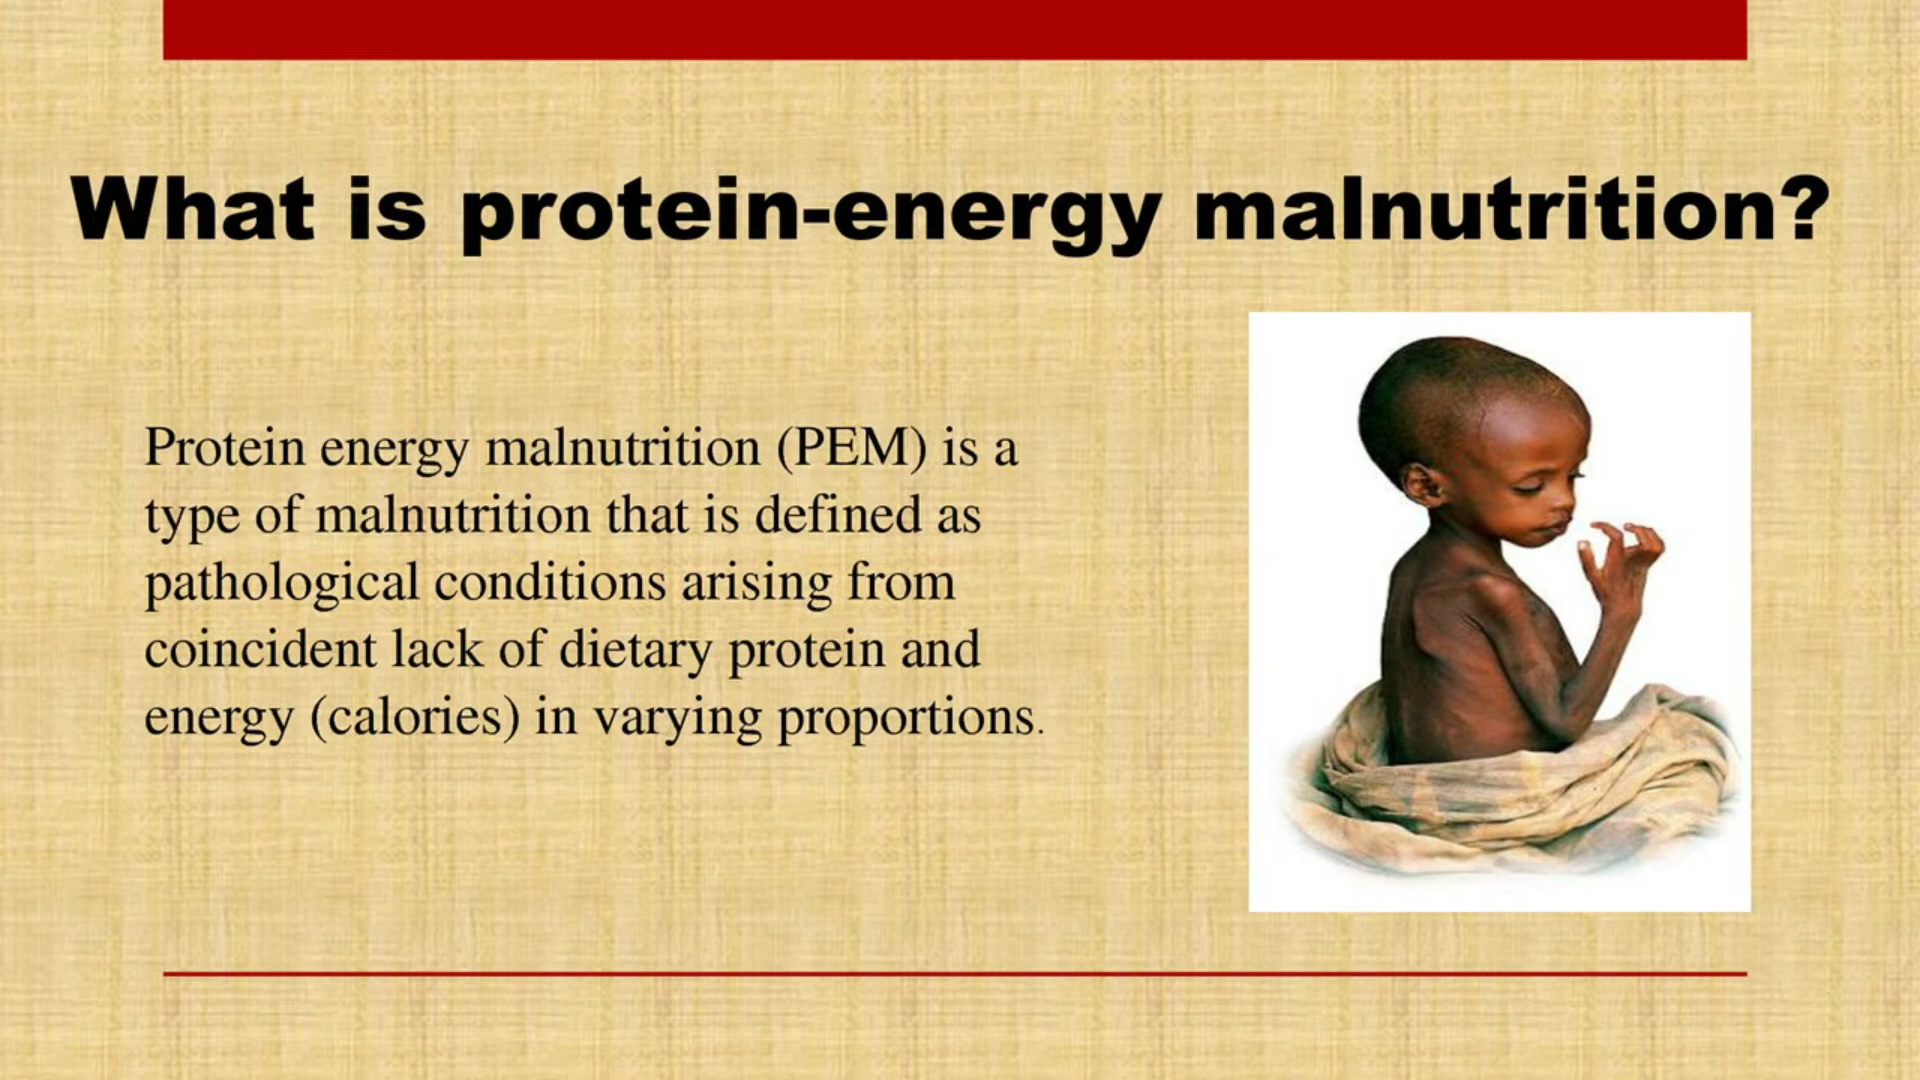 What is protein-energy malnutrition?
Protein energy malnutrition (PEM) is a
type of malnutrition that is defined as
pathological conditions arising from
coincident lack of dietary protein and
energy (calories) in varying proportions.